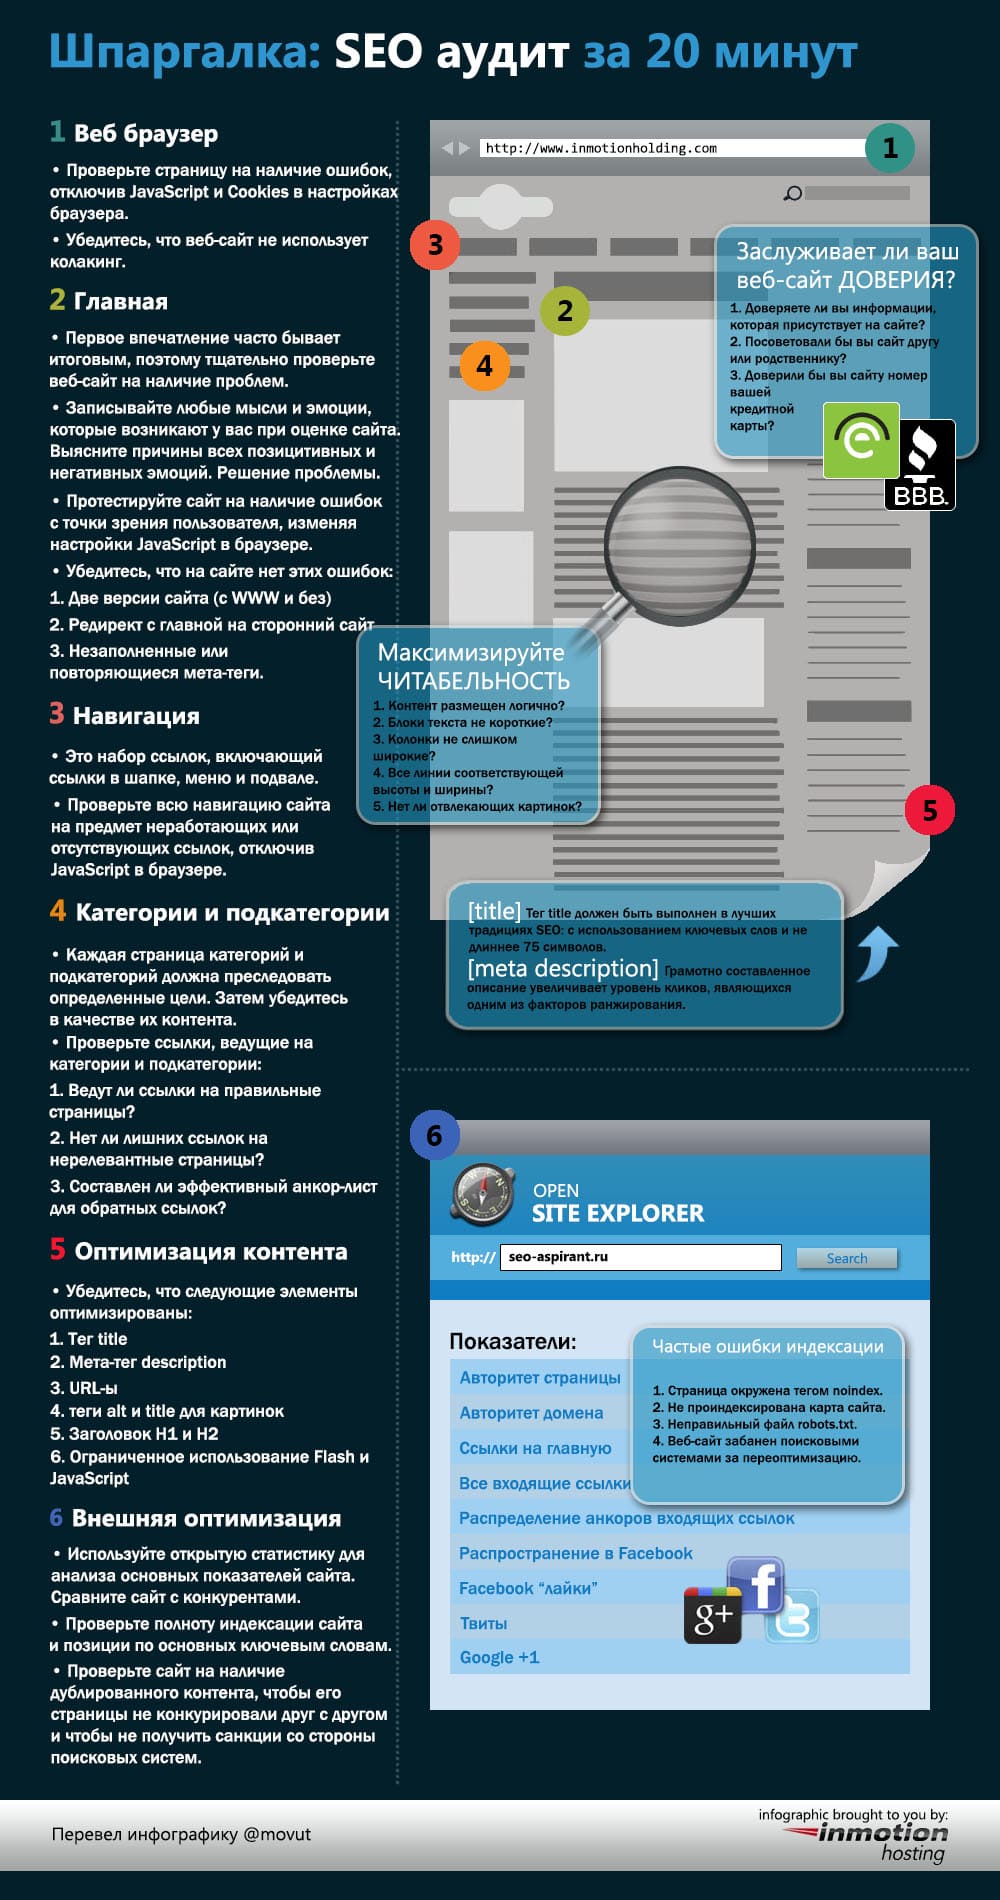 Шпаргалка: SEO аудит за 20 минут
1 Веб браузер
• Проверьте страницу на наличие ошибок,
отключив JavaScript и Cookies в настройках
браузера.
• Убедитесь, что веб-сайт не использует
колакинг.
2 Главная
• Первое впечатление часто бывает
итоговым, поэтому тщательно проверьте
веб-сайт на наличие проблем.
• Записывайте любые мысли и эмоции,
которые возникают у вас при оценке сайта.
Выясните причины всех позицитивных и
негативных эмоций. Решение проблемы.
• Протестируйте сайт на наличие ошибок
с точки зрения пользователя, изменяя
настройки JavaScript в браузере.
• Убедитесь, что на сайте нет этих ошибок:
1. Две версии сайта (с WWW и без)
2. Редирект с главной на сторонний сайт
3. Незаполненные или
повторяющиеся мета-теги.
3 Навигация
• Это набор ссылок, включающий
ссылки в шапке, меню и подвале.
• Проверьте всю навигацию сайта
на предмет неработающих или
отсутствующих ссылок, отключив
JavaScript в браузере.
4 Категории и подкатегории
• Каждая страница категорий и
подкатегорий должна преследовать
определенные цели. Затем убедитесь
в качестве их контента.
• Проверьте ссылки, ведущие на
категории и подкатегории:
1. Ведут ли ссылки на правильные
страницы?
2. Нет ли лишних ссылок на
нерелевантные страницы?
3. Составлен ли эффективный анкор-лист
для обратных ссылок?
5 Оптимизация контента
• Убедитесь, что следующие элементы
оптимизированы:
1. Тег title
2. Мета-тег description
3. URL-ы
4. теги alt и title для картинок
5. Заголовок H1 и H2
6. Ограниченное использование Flash и
JavaScript
6 Внешняя оптимизация
• Используйте открытую статистику для
анализа основных показателей сайта.
Сравните сайт с конкурентами.
• Проверьте полноту индексации сайта
и позиции по основных ключевым словам.
• Проверьте сайт на наличие
дублированного контента, чтобы его
страницы не конкурировали друг с другом
и чтобы не получить санкции со стороны
поисковых систем.
http://www.inmotionholding.com
1
3
2
4
Заслуживает ли ваш
веб-сайт ДОВЕРИЯ?
1. Доверяете ли вы информации,
которая присутствует на сайте?
2. Посоветовали бы вы сайт другу
или родственнику?
3. Доверили бы вы сайту номер
вашей
кредитной
карты?
e
BBB.
Максимизируйте
ЧИТАБЕЛЬНОСТЬ
1. Контент размещен логично?
2. Блоки текста не короткие?
3. Колонки не слишком
широкие?
4. Все линии соответствующей
высоты и ширины?
5. Нет ли отвлекающих картинок?
5
[title] Тег title должен быть выполнен в лучших
традициях SEO: с использованием ключевых слов и не
длиннее 75 символов.
[meta description] Грамотно составленное
описание увеличивает уровень кликов, являющихся
одним из факторов ранжирования.
6
OPEN
SITE EXPLORER
http:// seo-aspirant.ru Search
Показатели:
Авторитет страницы
Авторитет домена
Ссылки на главную
Все входящие ссылки
Распределение анкоров входящих ссылок
Распространение в Facebook
Facebook “лайки”
Твиты
Google +1
Частые ошибки индексации
1. Страница окружена тегом noindex.
2. Не проиндексирована карта сайта.
3. Неправильный файл robots.txt.
4. Веб-сайт забанен поисковыми
системами за переоптимизацию.
f
g+
t
Перевел инфографику @movut
infographic brought to you by:
inmotion
hosting